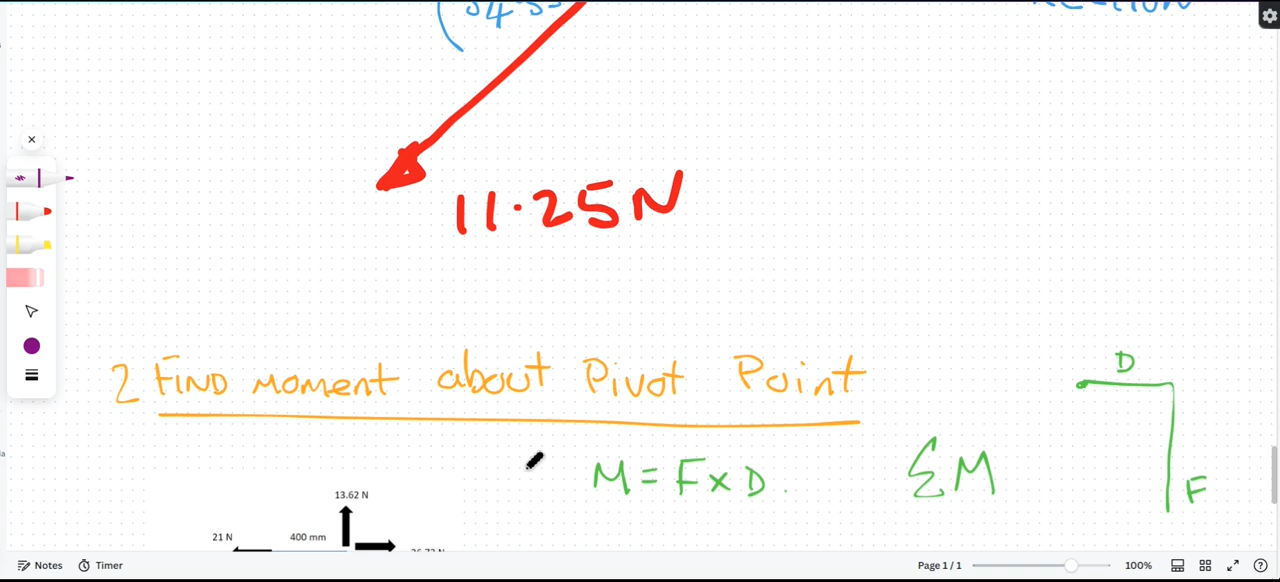 11.25N
2 Find moment about Pivot Point
D
M = F x D.
ΣM
F
13.62 N
21 N
400 mm
Notes
Timer
Page 1 / 1
100%